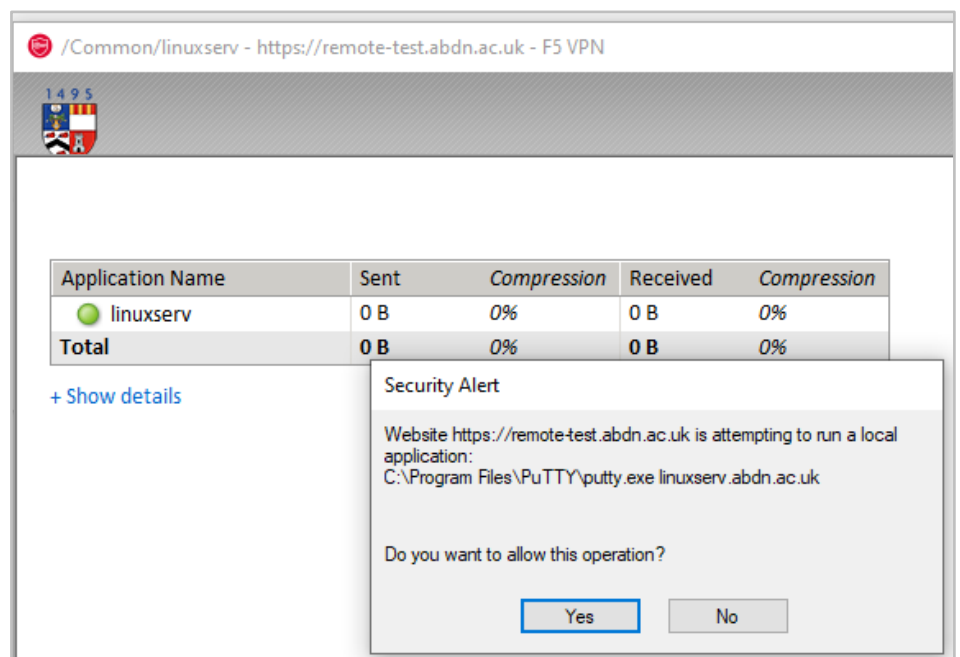 /Common/linuxserv - https://remote-test.abdn.ac.uk - F5 VPN
1495
Application Name Sent Compression Received Compression
linuxserv 0 B 0% 0 B 0%
Total 0 B 0% 0 B 0%
+ Show details
Security Alert
Website https://remote-test.abdn.ac.uk is attempting to run a local
application:
C:\Program Files\PuTTY\putty.exe linuxserv.abdn.ac.uk
Do you want to allow this operation?
Yes No